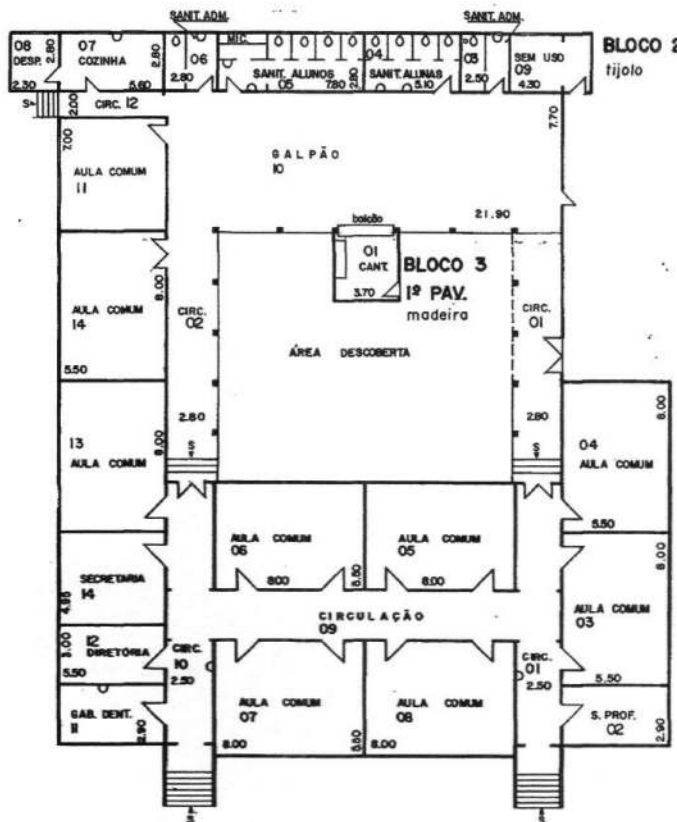 SANIT. ADM.
SANIT. ADM.
08
DESP.
2.80
2.30
07
COZINHA
2.80
5.60
06
2.80
MIC.
SANIT. ALUNOS
05
7.80
2.80
04
SANIT. ALUNAS
5.10
03
2.50
SEM USO
09
4.30
BLOCO 2
tijolo
S
2.00
CIRC. 12
7.00
AULA COMUM
11
GALPÃO
10
7.70
21.90
balcão
01
CANT.
3.70
BLOCO 3
1º PAV.
madeira
8.00
AULA COMUM
14
5.50
CIRC.
02
2.80
S
CIRC.
01
2.80
S
ÁREA DESCOBERTA
13
8.00
AULA COMUM
8.00
04
AULA COMUM
5.50
AULA COMUM
06
8.00
5.50
AULA COMUM
05
8.00
SECRETARIA
14
4.95
CIRCULAÇÃO
09
8.00
AULA COMUM
03
5.50
12
DIRETORIA
3.00
5.50
CIRC.
10
2.50
CIRC.
01
2.50
GAB. DENT.
11
2.90
AULA COMUM
07
8.00
5.50
AULA COMUM
08
8.00
S. PROF.
02
2.90
S
S